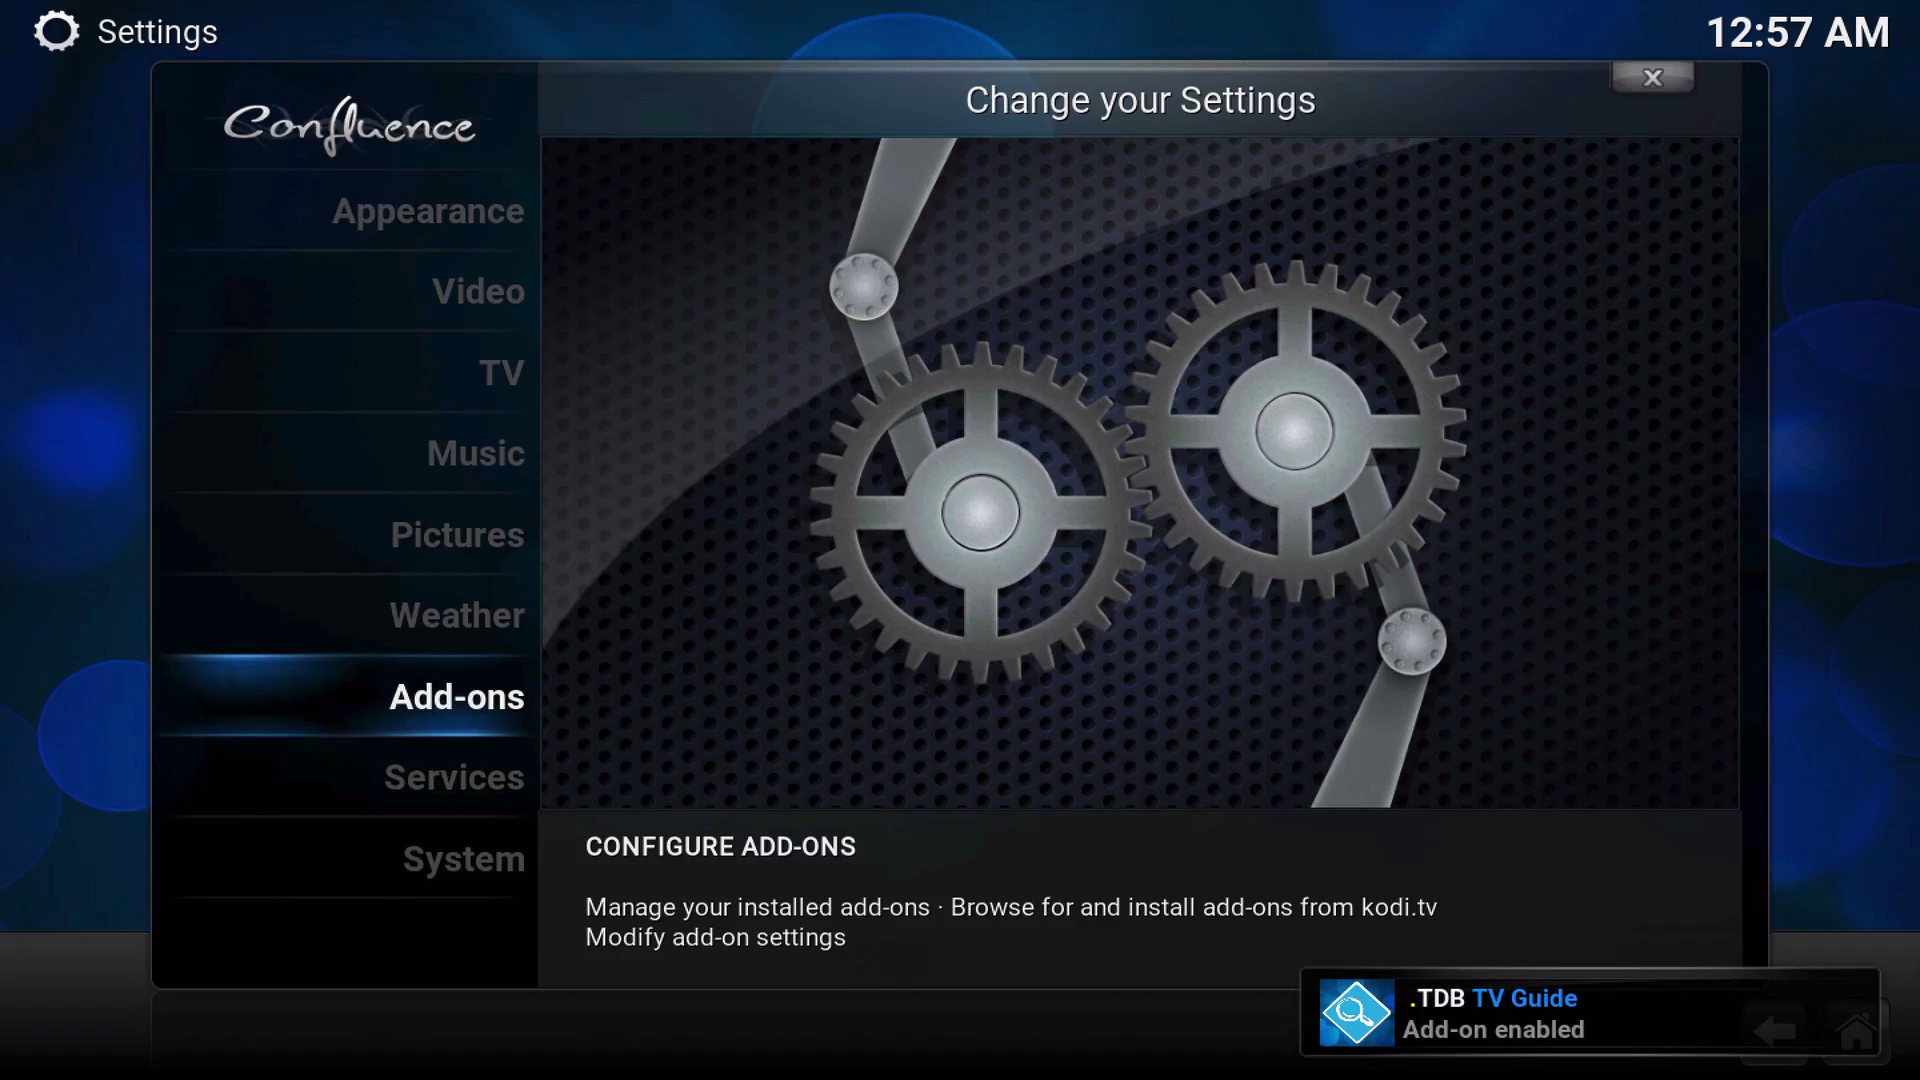 Settings
12:57 AM
Confluence
Change your Settings
X
Appearance
Video
TV
Music
Pictures
Weather
Add-ons
Services
System
CONFIGURE ADD-ONS
Manage your installed add-ons · Browse for and install add-ons from kodi.tv
Modify add-on settings
.TDB TV Guide
Add-on enabled